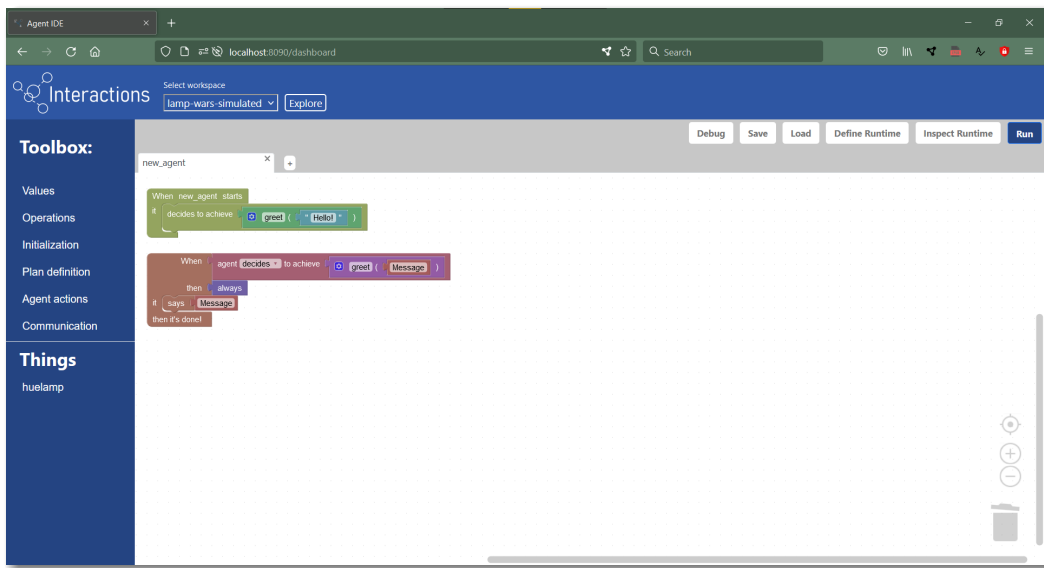 Agent IDE
localhost:8090/dashboard
Search
Interactions
Select workspace
lamp-wars-simulated
Explore
Debug
Save
Load
Define Runtime
Inspect Runtime
Run
Toolbox:
Values
Operations
Initialization
Plan definition
Agent actions
Communication
Things
huelamp
new_agent
When new_agent starts
it decides to achieve greet ( " Hello! " )
When agent decides to achieve greet ( Message )
then always
it says Message
then it's done!